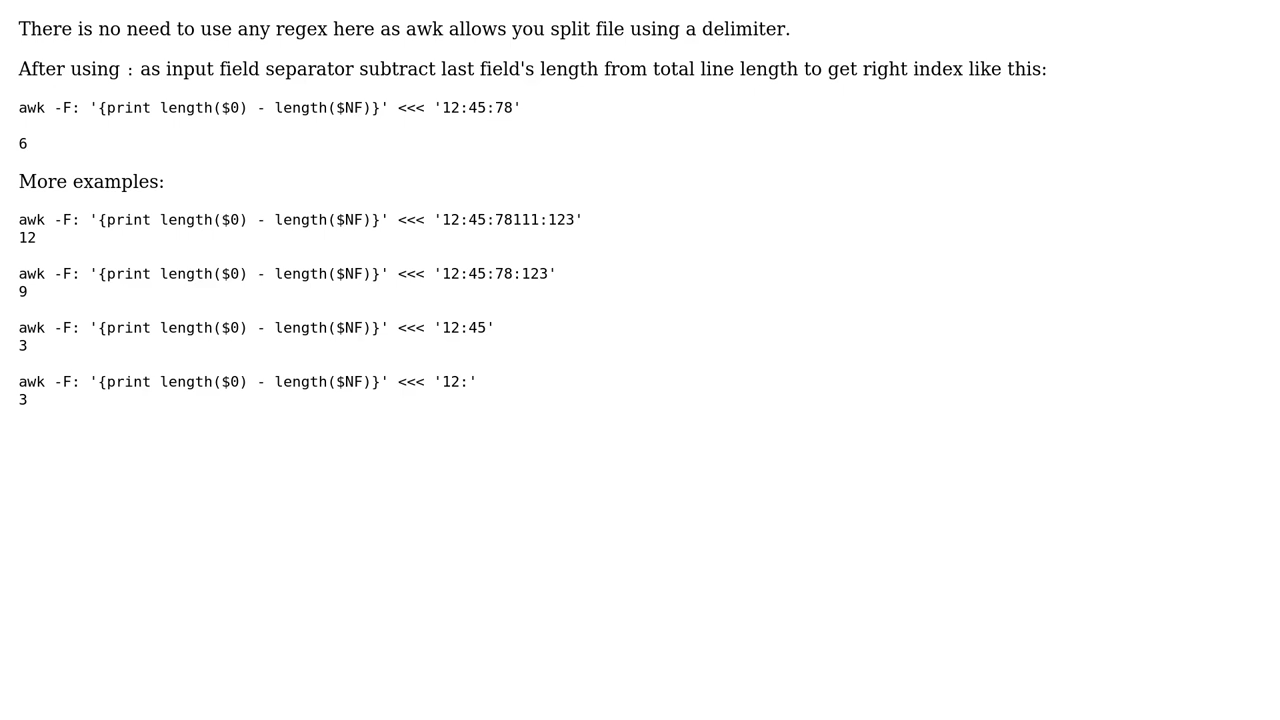 There is no need to use any regex here as awk allows you split file using a delimiter.
After using : as input field separator subtract last field's length from total line length to get right index like this:
awk -F: '{print length($0) - length($NF)}' <<< '12:45:78'
6
More examples:
awk -F: '{print length($0) - length($NF)}' <<< '12:45:78111:123'
12
awk -F: '{print length($0) - length($NF)}' <<< '12:45:78:123'
9
awk -F: '{print length($0) - length($NF)}' <<< '12:45'
3
awk -F: '{print length($0) - length($NF)}' <<< '12:'
3